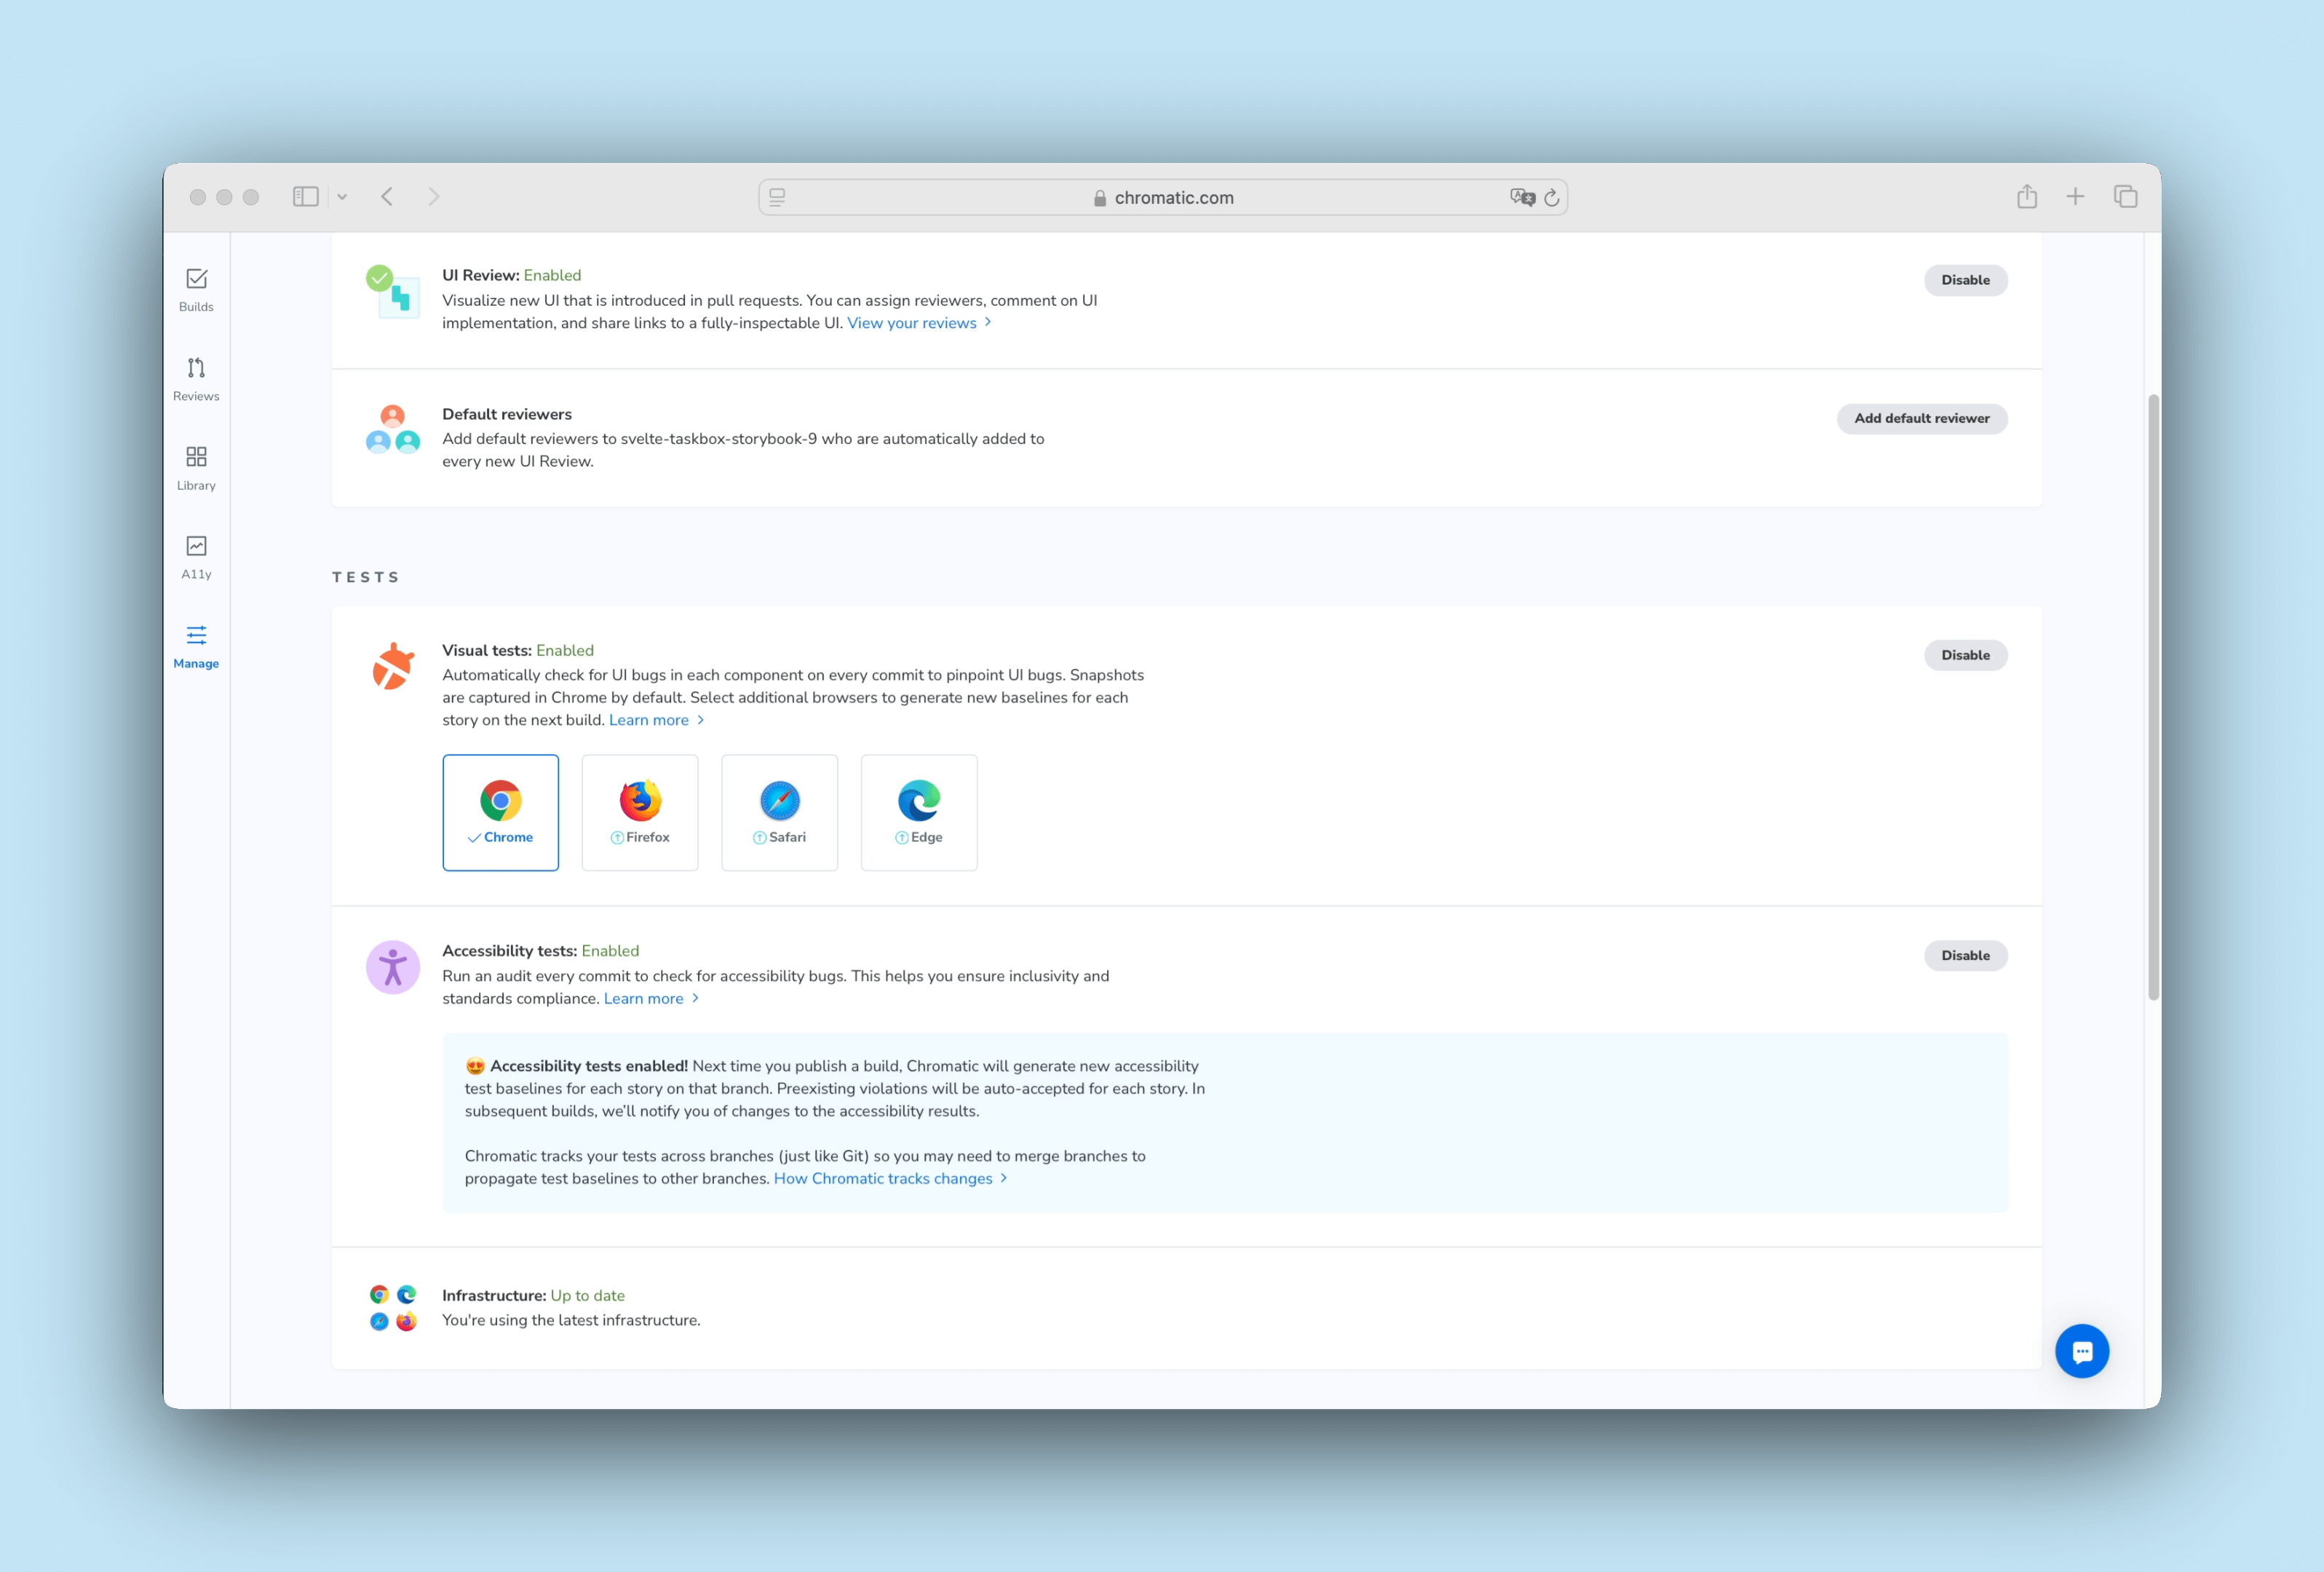 chromatic.com
Builds
Reviews
Library
A11y
Manage
UI Review: Enabled
Visualize new UI that is introduced in pull requests. You can assign reviewers, comment on UI
implementation, and share links to a fully-inspectable UI. View your reviews
Disable
Default reviewers
Add default reviewers to svelte-taskbox-storybook-9 who are automatically added to
every new UI Review.
Add default reviewer
TESTS
Visual tests: Enabled
Automatically check for UI bugs in each component on every commit to pinpoint UI bugs. Snapshots
are captured in Chrome by default. Select additional browsers to generate new baselines for each
story on the next build. Learn more
Disable
Chrome
Firefox
Safari
Edge
Accessibility tests: Enabled
Run an audit every commit to check for accessibility bugs. This helps you ensure inclusivity and
standards compliance. Learn more
Disable
😍 Accessibility tests enabled! Next time you publish a build, Chromatic will generate new accessibility
test baselines for each story on that branch. Preexisting violations will be auto-accepted for each story. In
subsequent builds, we'll notify you of changes to the accessibility results.
Chromatic tracks your tests across branches (just like Git) so you may need to merge branches to
propagate test baselines to other branches. How Chromatic tracks changes
Infrastructure: Up to date
You're using the latest infrastructure.